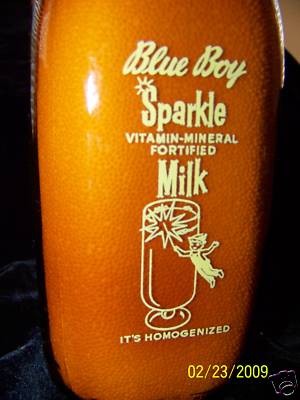 Blue Boy
Sparkle
VITAMIN-MINERAL
FORTIFIED
Milk
IT'S HOMOGENIZED
02/23/2009